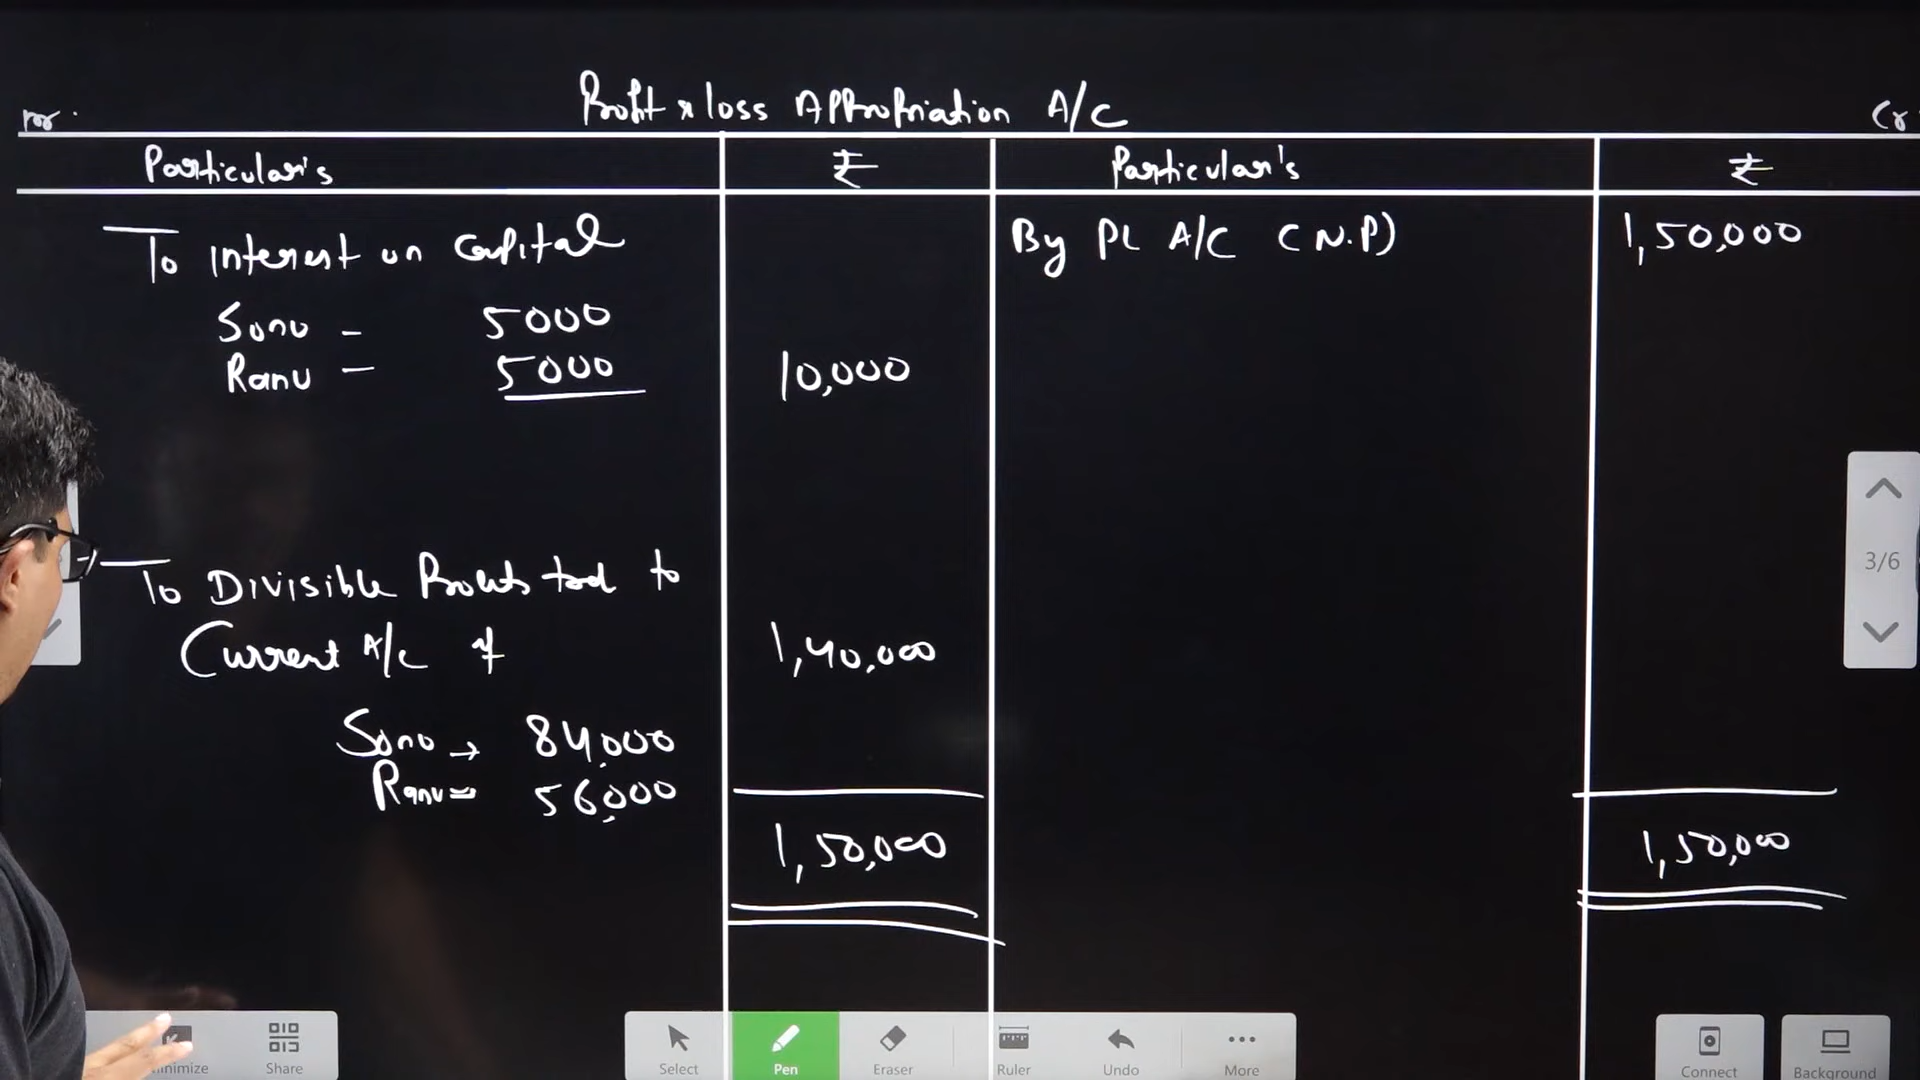 Profit & loss Appropriation A/C
Dr. Cr
Particular's ₹ Particular's ₹
To Interest on Capital By PL A/C (N.P) 1,50,000
Sonu - 5000
Ranu - 5000 10,000
To Divisible Profits tod to
Current A/c of 1,40,000
Sonu → 84,000
Ranu 56,000
1,50,000 1,50,000
3/6
Share
Select
Pen
Eraser
Ruler
Undo
More
Connect
Background